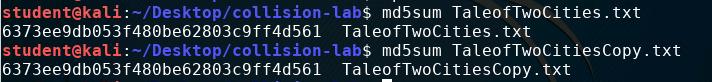 student@kali:~/Desktop/collision-lab$ md5sum TaleofTwoCities.txt
6373ee9db053f480be62803c9ff4d561  TaleofTwoCities.txt
student@kali:~/Desktop/collision-lab$ md5sum TaleofTwoCitiesCopy.txt
6373ee9db053f480be62803c9ff4d561  TaleofTwoCitiesCopy.txt